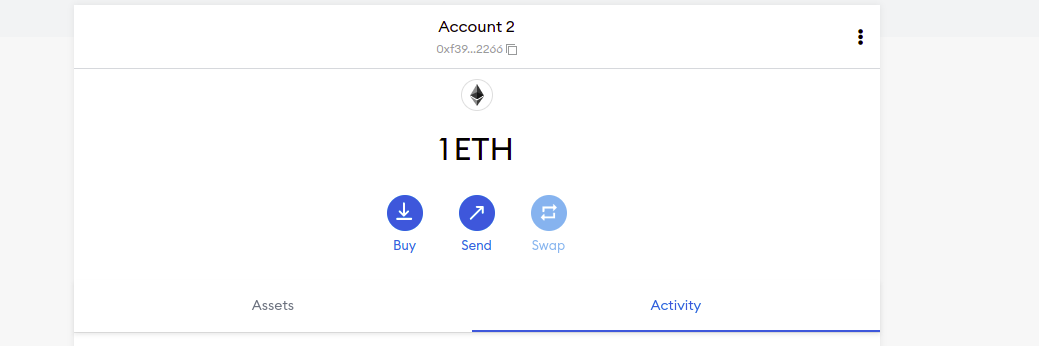 Account 2
0xf39...2266
1 ETH
Buy Send Swap
Assets Activity